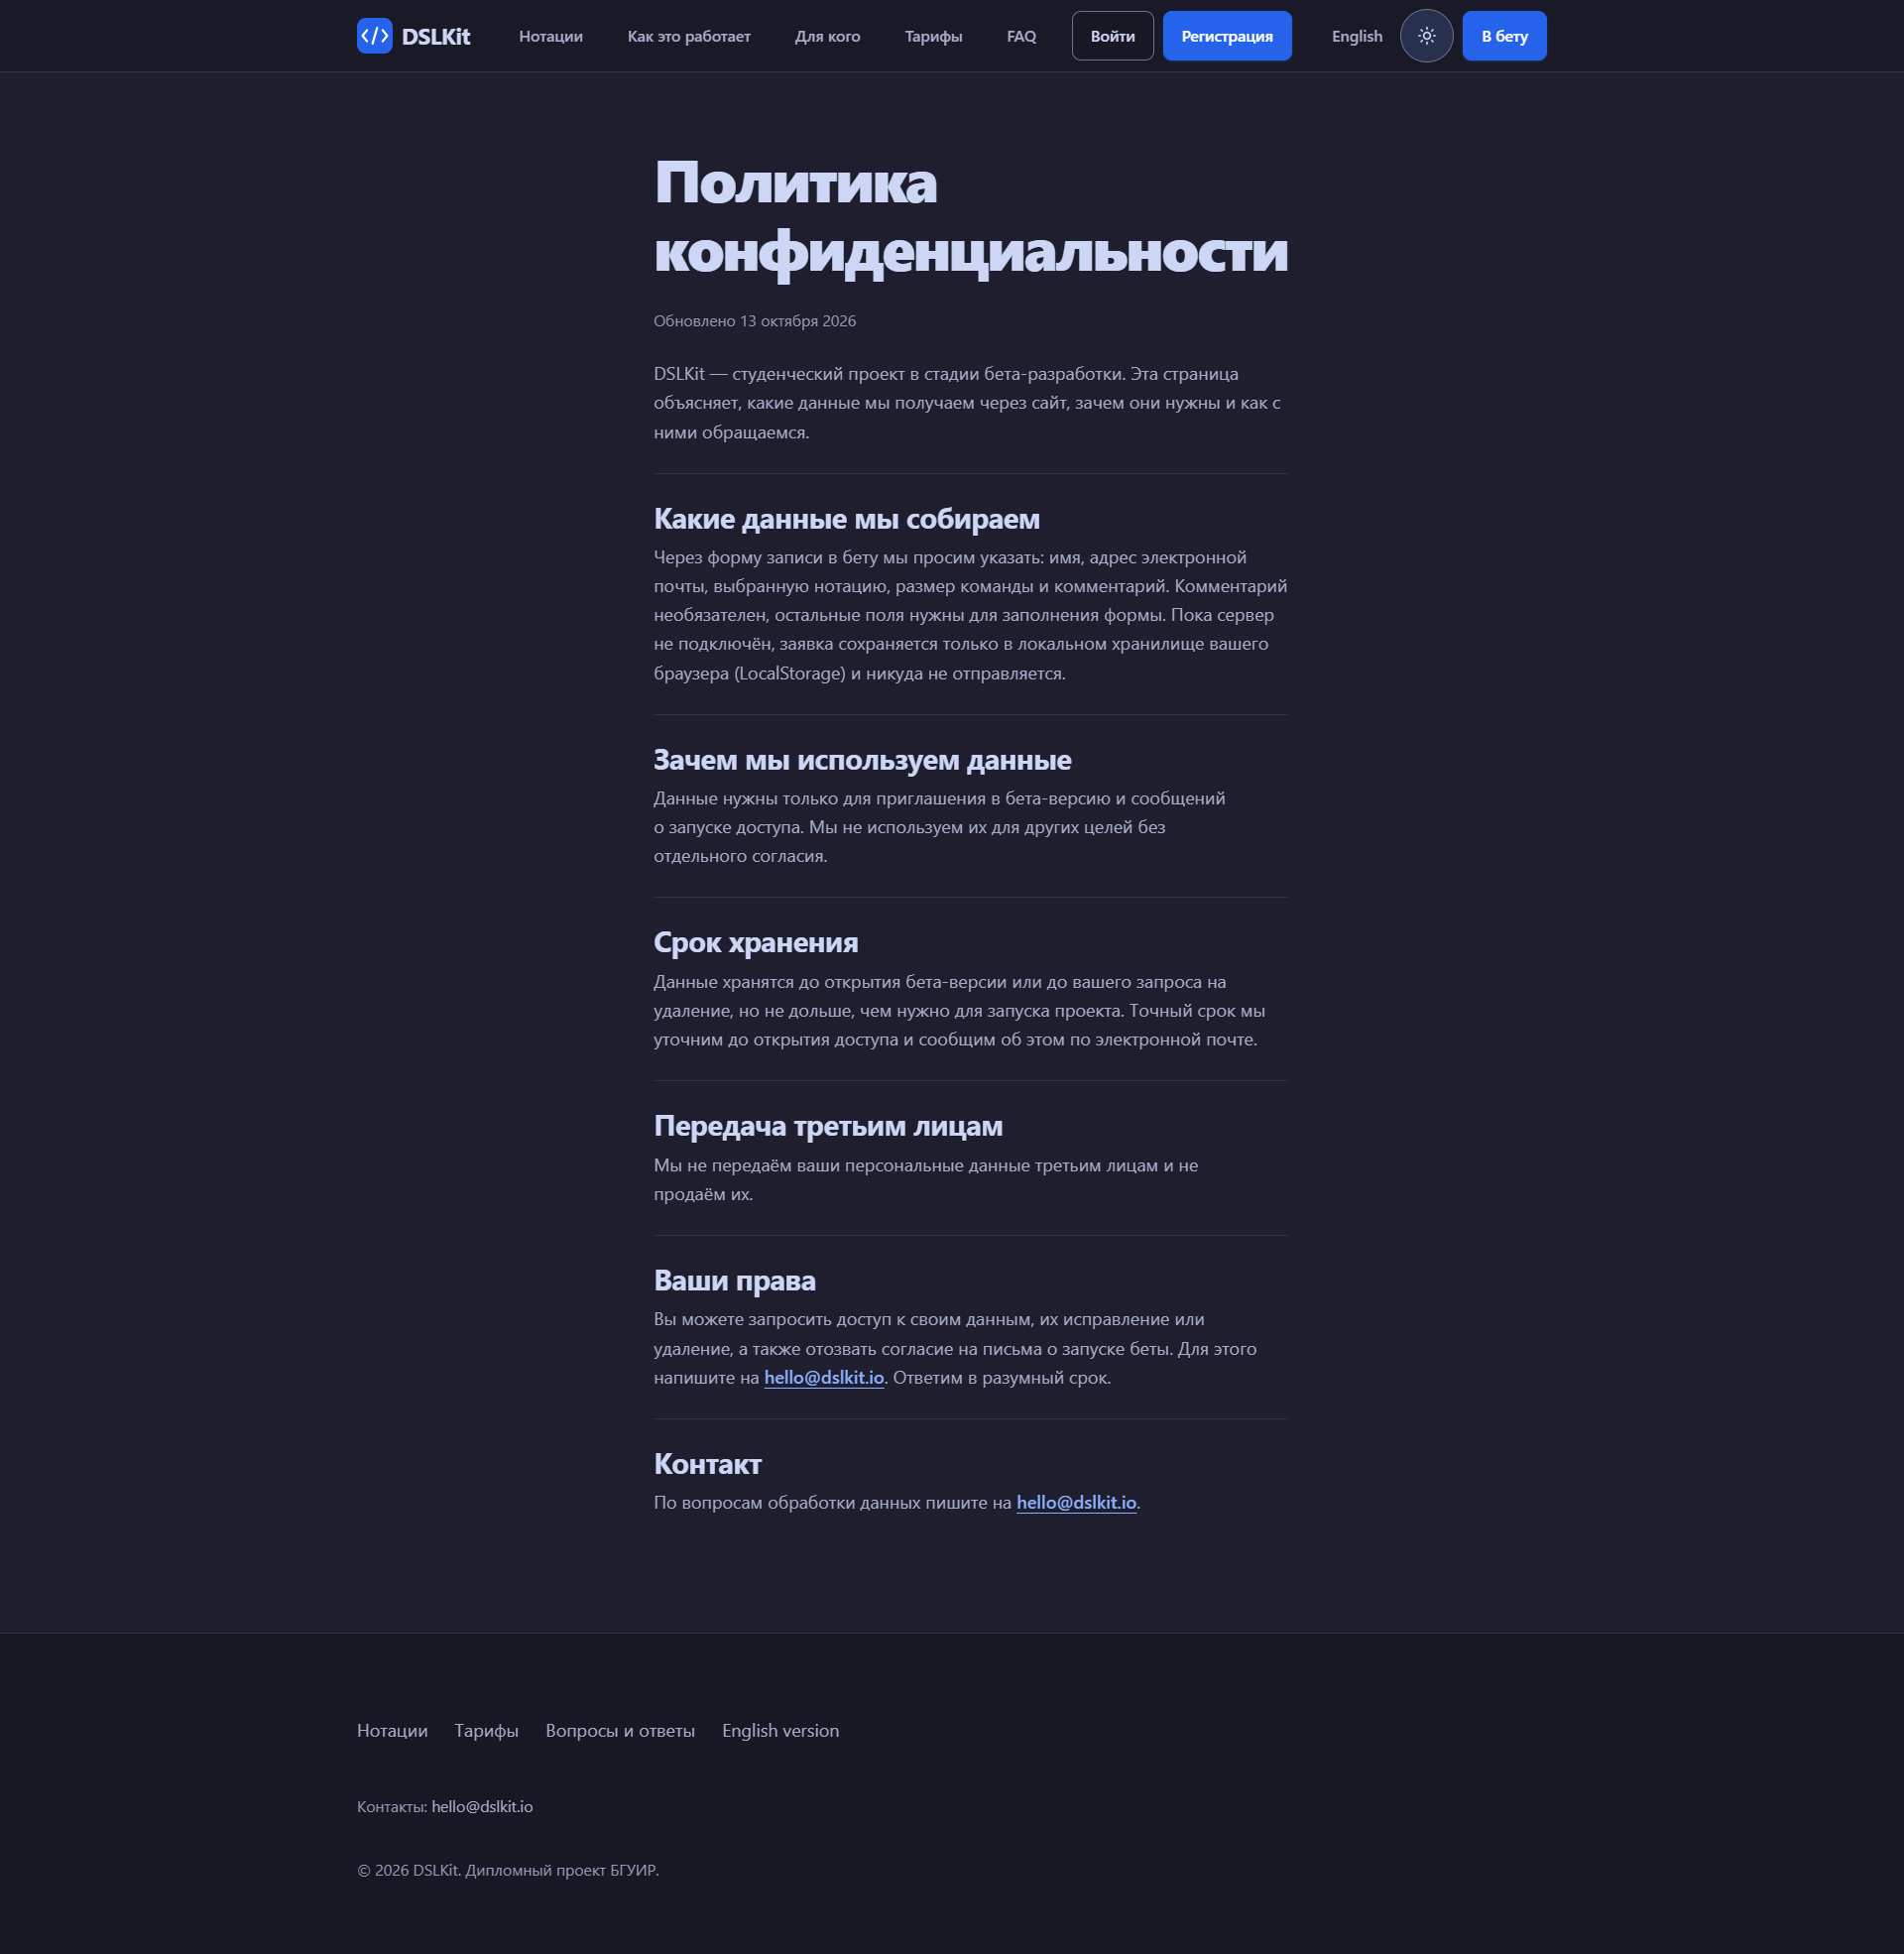 DSLKit
Нотации
Как это работает
Для кого
Тарифы
FAQ
Войти
Регистрация
English
В бету
Политика
конфиденциальности
Обновлено 13 октября 2026
DSLKit — студенческий проект в стадии бета-разработки. Эта страница
объясняет, какие данные мы получаем через сайт, зачем они нужны и как с
ними обращаемся.
Какие данные мы собираем
Через форму записи в бету мы просим указать: имя, адрес электронной
почты, выбранную нотацию, размер команды и комментарий. Комментарий
необязателен, остальные поля нужны для заполнения формы. Пока сервер
не подключён, заявка сохраняется только в локальном хранилище вашего
браузера (LocalStorage) и никуда не отправляется.
Зачем мы используем данные
Данные нужны только для приглашения в бета-версию и сообщений
о запуске доступа. Мы не используем их для других целей без
отдельного согласия.
Срок хранения
Данные хранятся до открытия бета-версии или до вашего запроса на
удаление, но не дольше, чем нужно для запуска проекта. Точный срок мы
уточним до открытия доступа и сообщим об этом по электронной почте.
Передача третьим лицам
Мы не передаём ваши персональные данные третьим лицам и не
продаём их.
Ваши права
Вы можете запросить доступ к своим данным, их исправление или
удаление, а также отозвать согласие на письма о запуске беты. Для этого
напишите на hello@dslkit.io. Ответим в разумный срок.
Контакт
По вопросам обработки данных пишите на hello@dslkit.io.
Нотации
Тарифы
Вопросы и ответы
English version
Контакты: hello@dslkit.io
© 2026 DSLKit. Дипломный проект БГУИР.